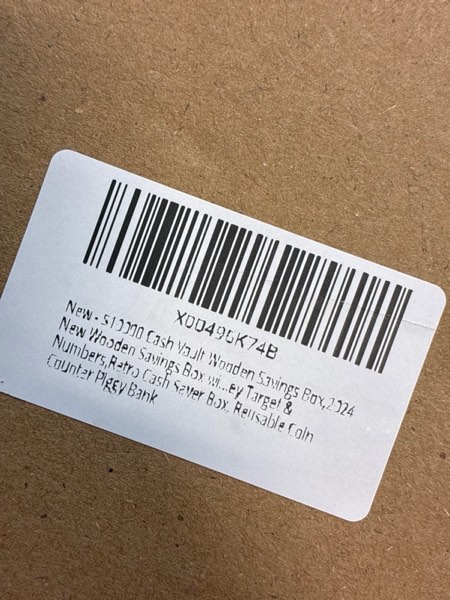 X00496K74B
New - $10000 Cash Vault Wooden Savings Box,2024
New Wooden Savings Box wi...ey Target &
Numbers,Retro Cash Saver Box, Reusable Coin
Counter Piggy Bank